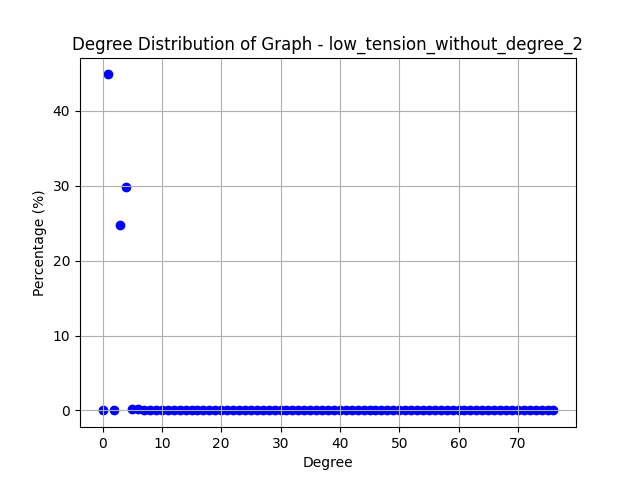 Degree Distribution of Graph - low_tension_without_degree_2
Percentage (%)
40
30
20
10
0
0 10 20 30 40 50 60 70
Degree